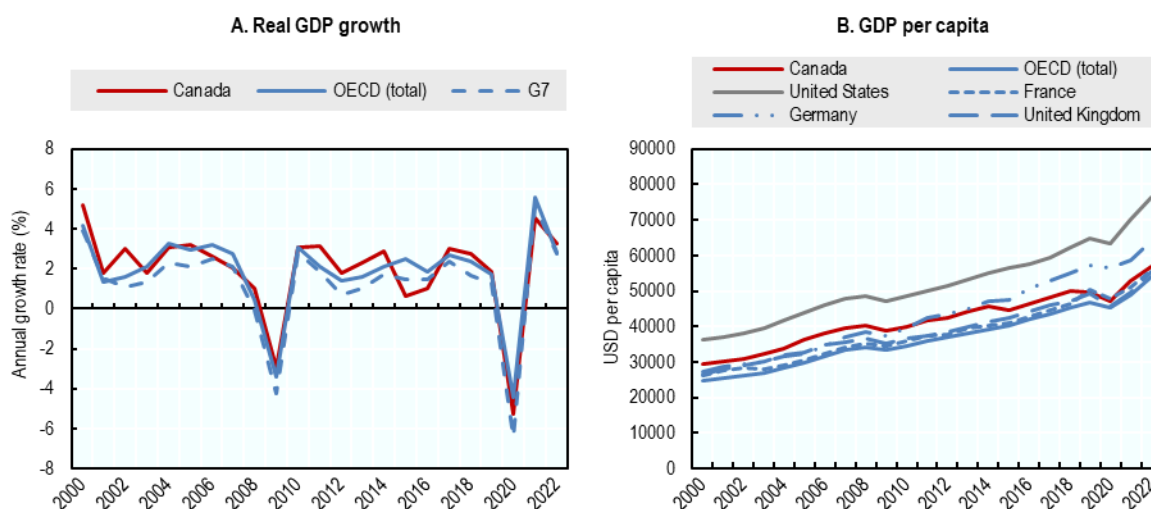 A. Real GDP growth
Canada OECD (total) G7
Annual growth rate (%)
8
6
4
2
0
-2
-4
-6
-8
2000 2002 2004 2006 2008 2010 2012 2014 2016 2018 2020 2022
B. GDP per capita
Canada OECD (total)
United States France
Germany United Kingdom
USD per capita
90000
80000
70000
60000
50000
40000
30000
20000
10000
0
2000 2002 2004 2006 2008 2010 2012 2014 2016 2018 2020 2022